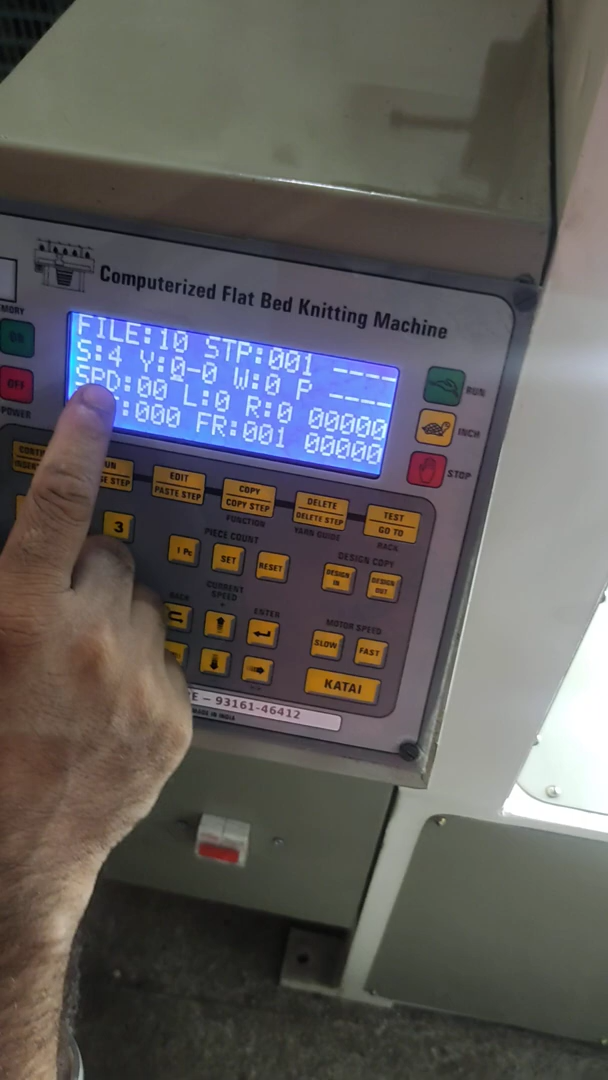 Computerized Flat Bed Knitting Machine
FILE:10 STP:001 ----
S:4 Y:0-0 W:0 P ----
SPD:00 L:0 R:0 00000
:000 FR:001 00000
ON
OFF
POWER
RUN
INCH
STOP
EDIT
PASTE STEP
COPY
COPY STEP
DELETE
DELETE STEP
TEST
GO TO
FUNCTION
YARN GUIDE
RACK
3
PIECE COUNT
1 Pc
SET
RESET
DESIGN COPY
DESIGN IN
DESIGN OUT
BACK
CURRENT SPEED
ENTER
MOTOR SPEED
SLOW
FAST
KATAI
– 93161-46412
MADE IN INDIA